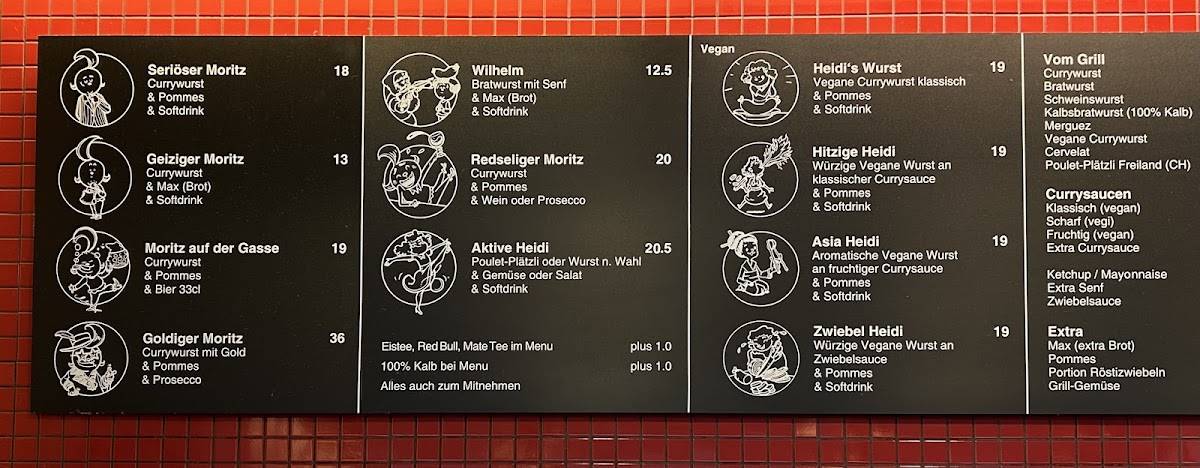 Seriöser Moritz 18
Currywurst
& Pommes
& Softdrink
Geiziger Moritz 13
Currywurst
& Max (Brot)
& Softdrink
Moritz auf der Gasse 19
Currywurst
& Pommes
& Bier 33cl
Goldiger Moritz 36
Currywurst mit Gold
& Pommes
& Prosecco
Wilhelm 12.5
Bratwurst mit Senf
& Max (Brot)
& Softdrink
Redseliger Moritz 20
Currywurst
& Pommes
& Wein oder Prosecco
Aktive Heidi 20.5
Poulet-Plätzli oder Wurst n. Wahl
& Gemüse oder Salat
& Softdrink
Eistee, Red Bull, Mate Tee im Menu plus 1.0
100% Kalb bei Menu plus 1.0
Alles auch zum Mitnehmen
Vegan
Heidi's Wurst 19
Vegane Currywurst klassisch
& Pommes
& Softdrink
Hitzige Heidi 19
Würzige Vegane Wurst an
klassischer Currysauce
& Pommes
& Softdrink
Asia Heidi 19
Aromatische Vegane Wurst
an fruchtiger Currysauce
& Pommes
& Softdrink
Zwiebel Heidi 19
Würzige Vegane Wurst an
Zwiebelsauce
& Pommes
& Softdrink
Vom Grill
Currywurst
Bratwurst
Schweinswurst
Kalbsbratwurst (100% Kalb)
Merguez
Vegane Currywurst
Cervelat
Poulet-Plätzli Freiland (CH)
Currysaucen
Klassisch (vegan)
Scharf (vegi)
Fruchtig (vegan)
Extra Currysauce
Ketchup / Mayonnaise
Extra Senf
Zwiebelsauce
Extra
Max (extra Brot)
Pommes
Portion Röstizwiebeln
Grill-Gemüse